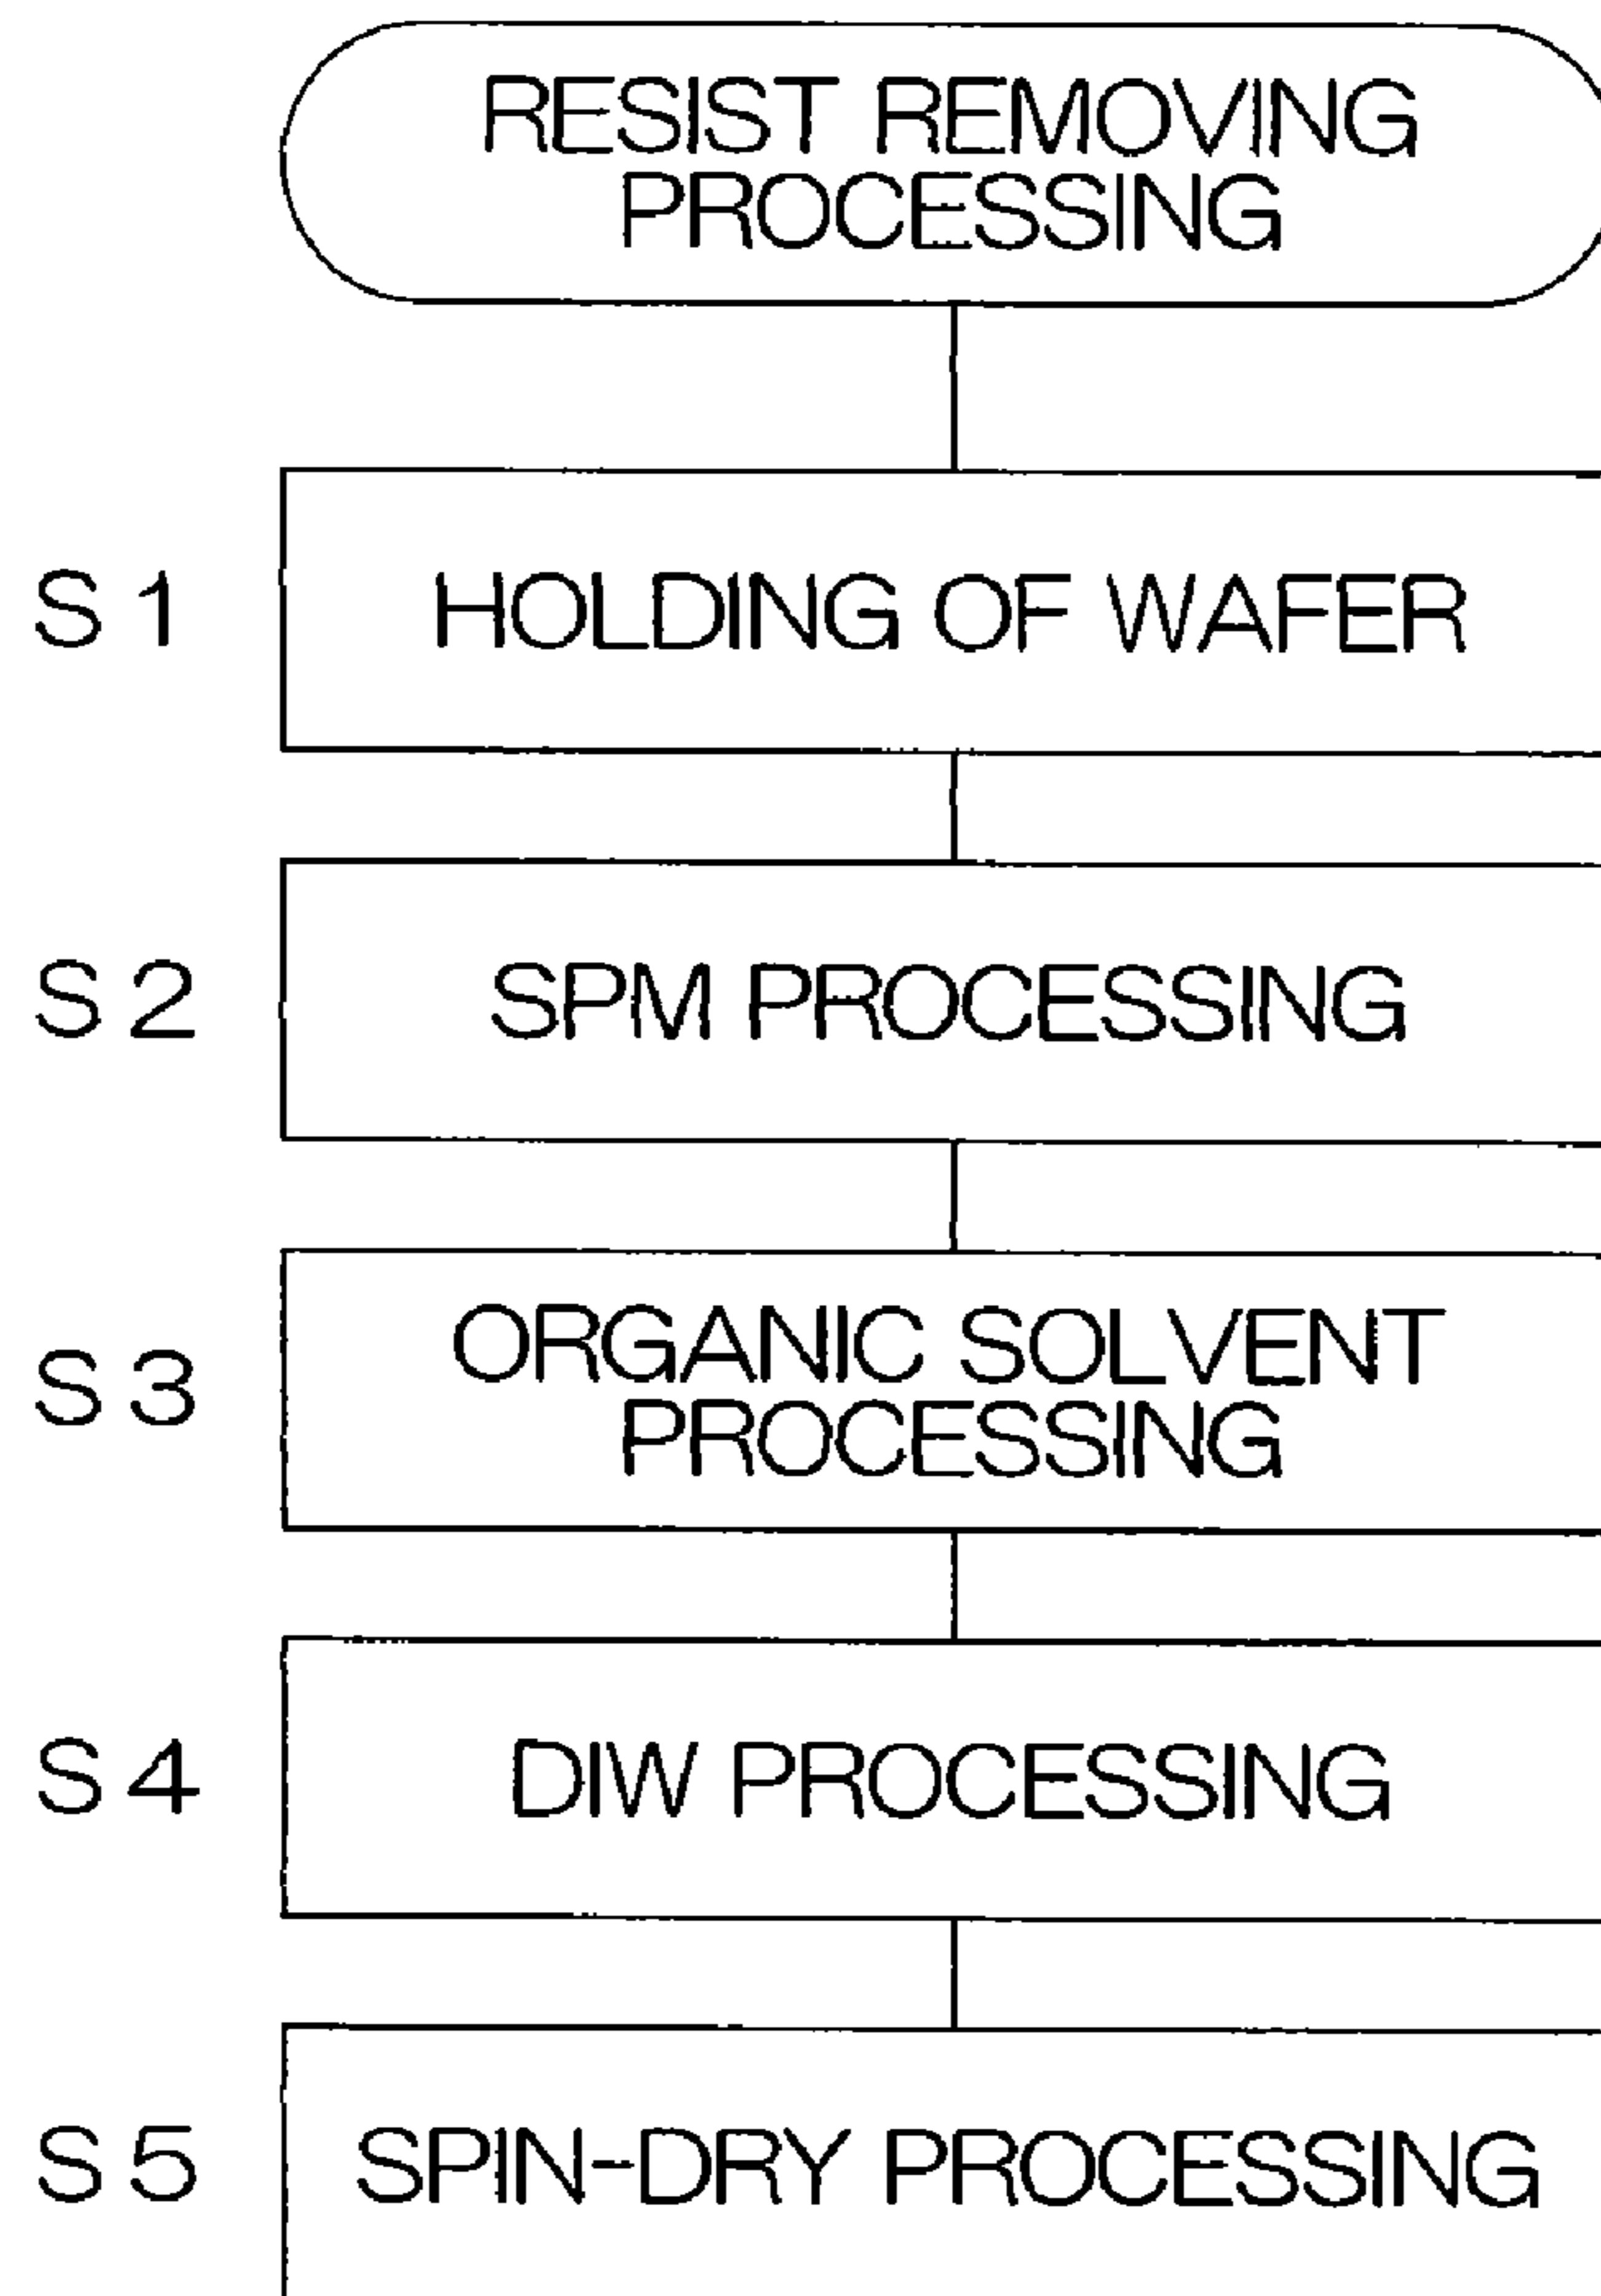 RESIST REMOVING
PROCESSING
S1 HOLDING OF WAFER
S2 SPM PROCESSING
S3 ORGANIC SOLVENT
PROCESSING
S4 DIW PROCESSING
S5 SPIN-DRY PROCESSING